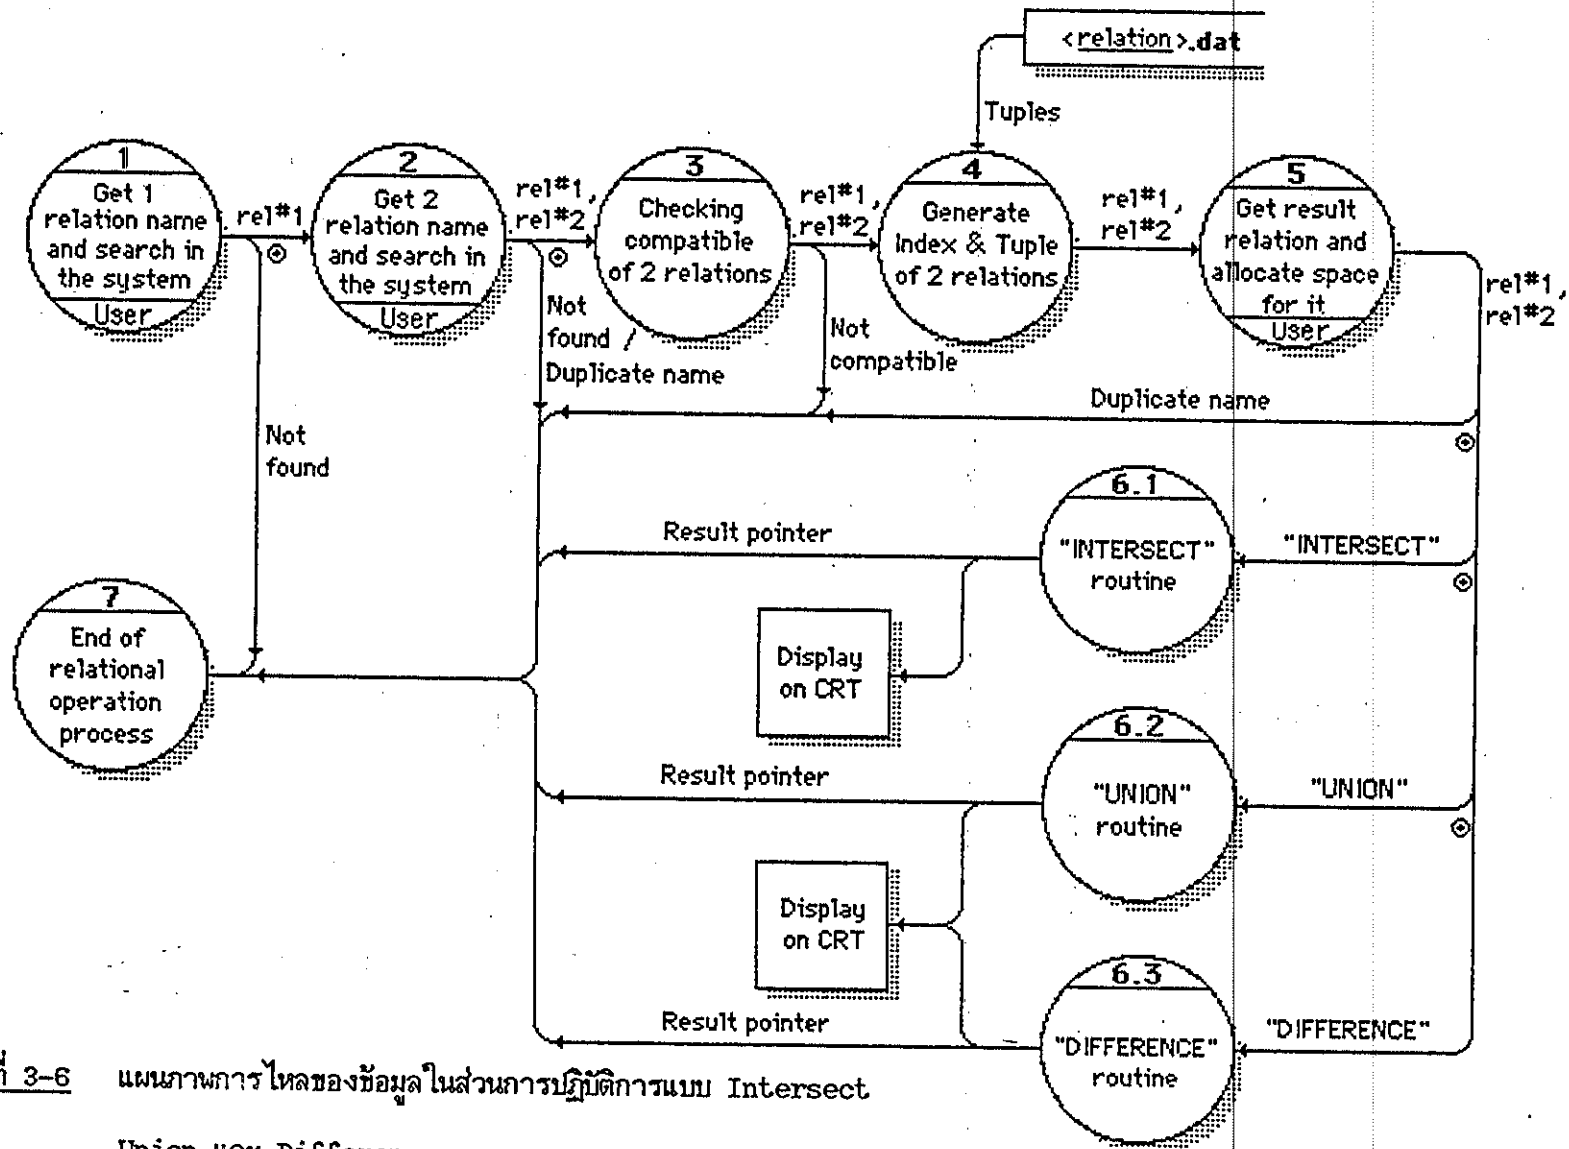 <relation>.dat
Tuples
1
Get 1
relation name
and search in
the system
User
rel#1
2
Get 2
relation name
and search in
the system
User
rel#1,
rel#2
3
Checking
compatible
of 2 relations
rel#1,
rel#2
4
Generate
Index & Tuple
of 2 relations
rel#1,
rel#2
5
Get result
relation and
allocate space
for it
User
rel#1,
rel#2
Not
found /
Duplicate name
Not
compatible
Duplicate name
Not
found
6.1
"INTERSECT"
routine
"INTERSECT"
Result pointer
Display
on CRT
7
End of
relational
operation
process
6.2
"UNION"
routine
"UNION"
Result pointer
Display
on CRT
6.3
"DIFFERENCE"
routine
"DIFFERENCE"
Result pointer
ที่ 3-6 แผนภาพการไหลของข้อมูลในส่วนการปฏิบัติการแบบ Intersect